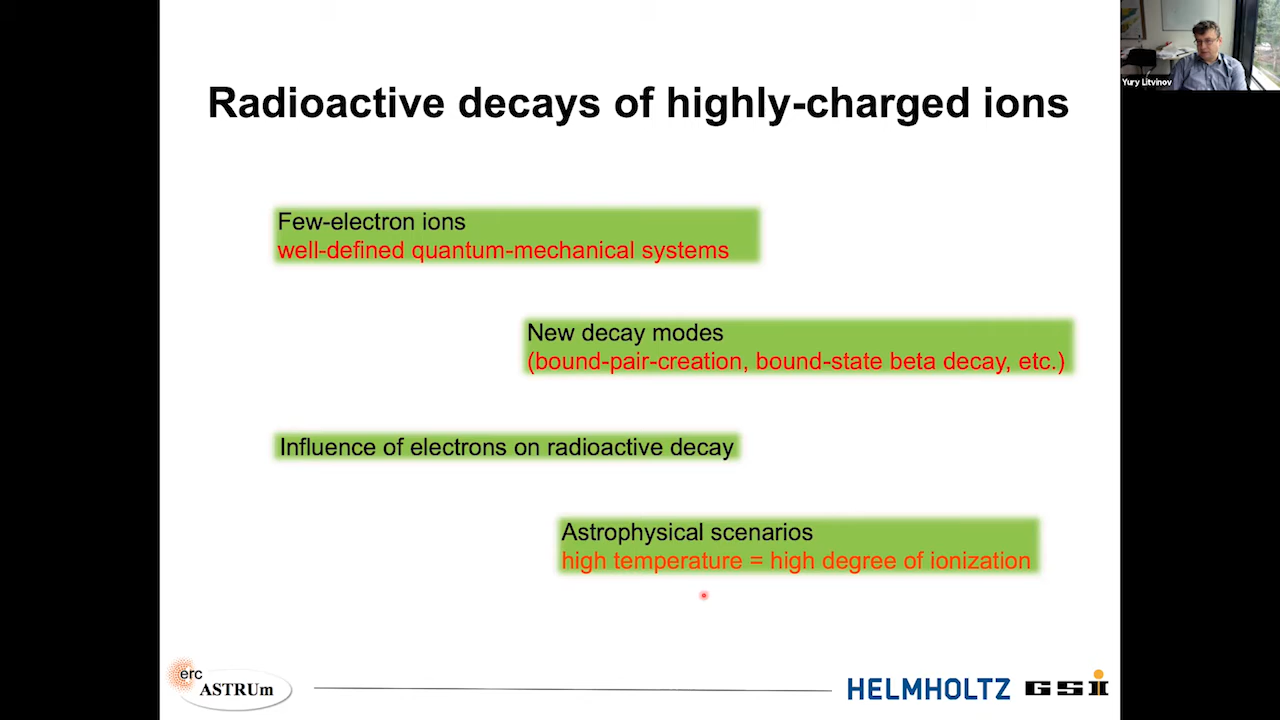 Radioactive decays of highly-charged ions
Yury Litvinov
Few-electron ions
well-defined quantum-mechanical systems
New decay modes
(bound-pair-creation, bound-state beta decay, etc.)
Influence of electrons on radioactive decay
Astrophysical scenarios
high temperature = high degree of ionization
erc
ASTRUm
HELMHOLTZ GSI